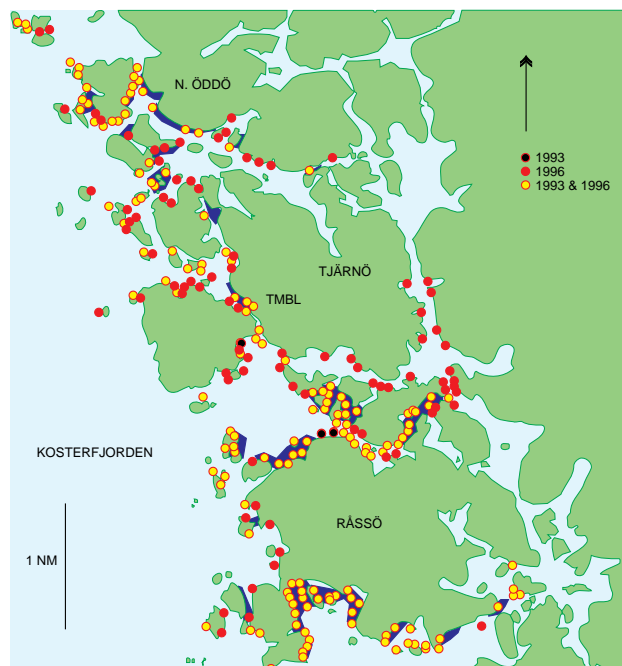 N. ÖDDÖ
1993
1996
1993 & 1996
TJÄRNÖ
TMBL
KOSTERFJORDEN
RÅSSÖ
1 NM